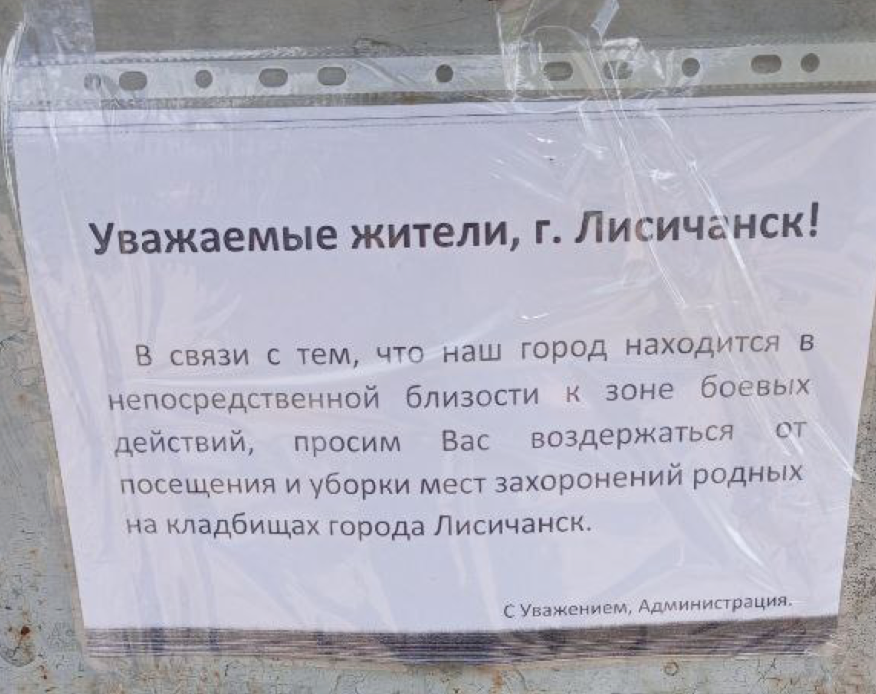 Уважаемые жители, г. Лисичанск!
В связи с тем, что наш город находится в
непосредственной близости к зоне боевых
действий, просим Вас воздержаться от
посещения и уборки мест захоронений родных
на кладбищах города Лисичанск.
С Уважением, Администрация.